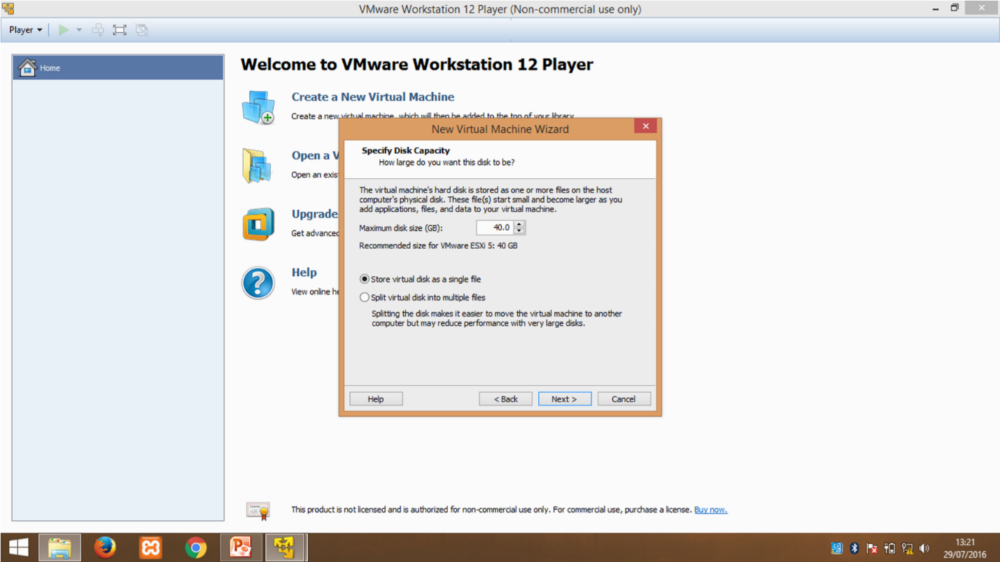 VMware Workstation 12 Player (Non-commercial use only)
Player
Home
Welcome to VMware Workstation 12 Player
Create a New Virtual Machine
Create a new virtual machine, which will then be added to the top of your library.
New Virtual Machine Wizard
Open a V
Open an exis
Upgrade
Get advanced
Help
View online he
Specify Disk Capacity
How large do you want this disk to be?
The virtual machine's hard disk is stored as one or more files on the host
computer's physical disk. These file(s) start small and become larger as you
add applications, files, and data to your virtual machine.
Maximum disk size (GB): 40.0
Recommended size for VMware ESXi 5: 40 GB
Store virtual disk as a single file
Split virtual disk into multiple files
Splitting the disk makes it easier to move the virtual machine to another
computer but may reduce performance with very large disks.
Help < Back Next > Cancel
This product is not licensed and is authorized for non-commercial use only. For commercial use, purchase a license. Buy now.
13:21
29/07/2016